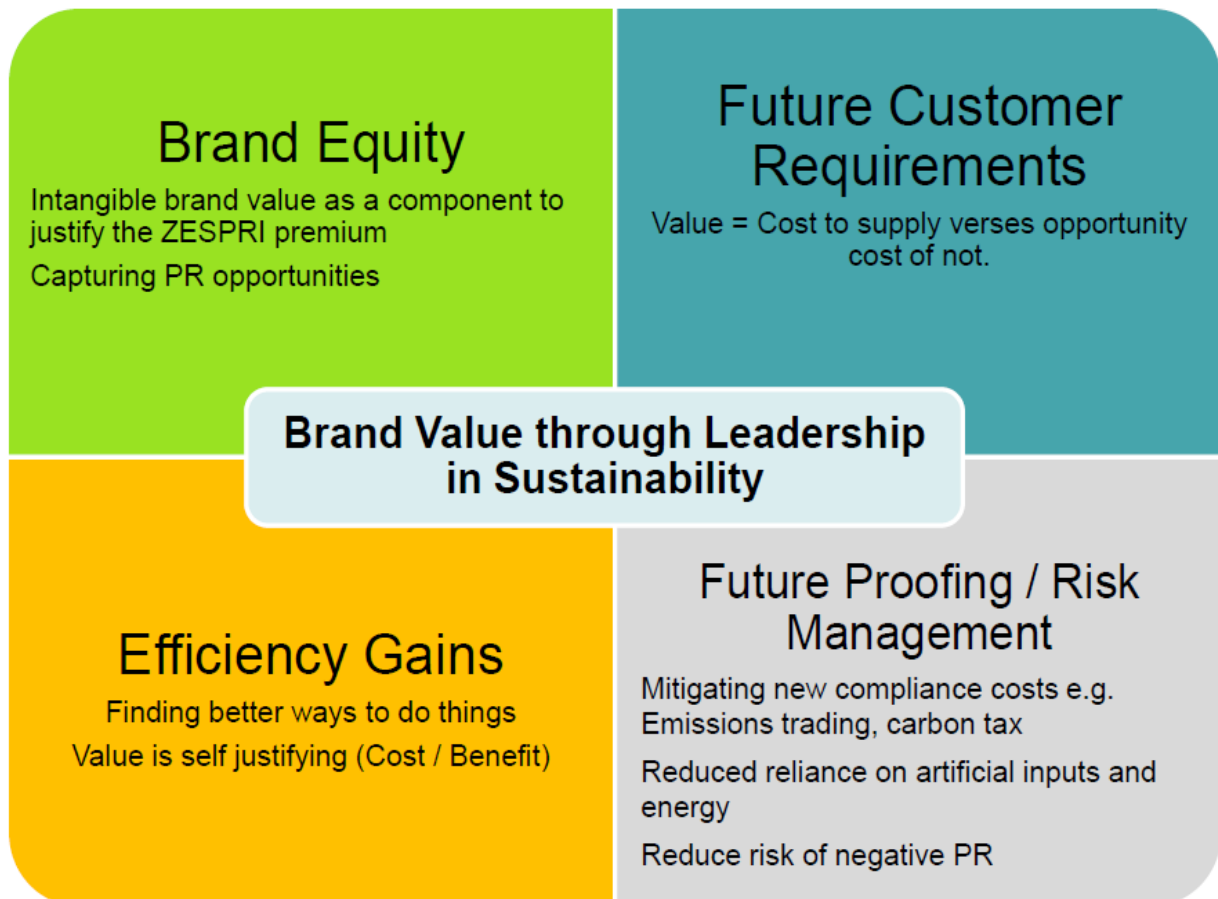 Brand Equity
Intangible brand value as a component to
justify the ZESPRI premium
Capturing PR opportunities
Future Customer
Requirements
Value = Cost to supply verses opportunity
cost of not.
Brand Value through Leadership
in Sustainability
Efficiency Gains
Finding better ways to do things
Value is self justifying (Cost / Benefit)
Future Proofing / Risk
Management
Mitigating new compliance costs e.g.
Emissions trading, carbon tax
Reduced reliance on artificial inputs and
energy
Reduce risk of negative PR